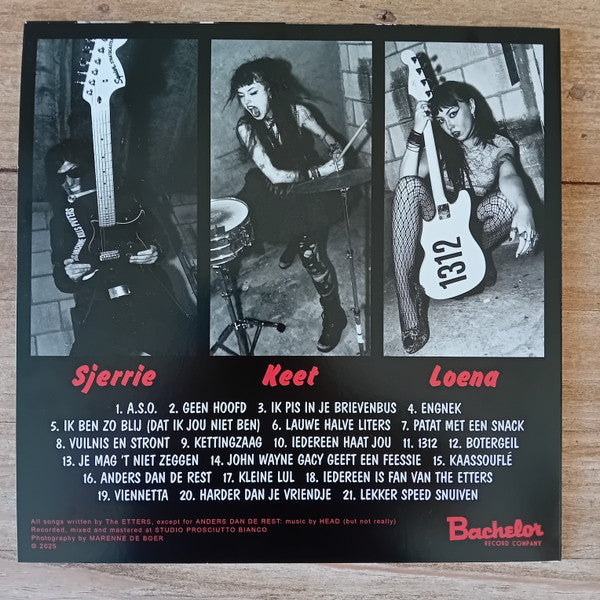 Squier
1312
Sjerrie Keet Loena
1. A.S.O. 2. GEEN HOOFD 3. IK PIS IN JE BRIEVENBUS 4. ENGNEK
5. IK BEN ZO BLIJ (DAT IK JOU NIET BEN) 6. LAUWE HALVE LITERS 7. PATAT MET EEN SNACK
8. VUILNIS EN STRONT 9. KETTINGZAAG 10. IEDEREEN HAAT JOU 11. 1312 12. BOTERGEIL
13. JE MAG 'T NIET ZEGGEN 14. JOHN WAYNE GACY GEEFT EEN FEESSIE 15. KAASSOUFLÉ
16. ANDERS DAN DE REST 17. KLEINE LUL 18. IEDEREEN IS FAN VAN THE ETTERS
19. VIENNETTA 20. HARDER DAN JE VRIENDJE 21. LEKKER SPEED SNUIVEN
All songs written by The ETTERS, except for ANDERS DAN DE REST: music by HEAD (but not really)
Recorded, mixed and mastered at STUDIO PROSCIUTTO BIANCO
Photography by MARENNE DE BOER
© 2025
Bachelor
RECORD COMPANY